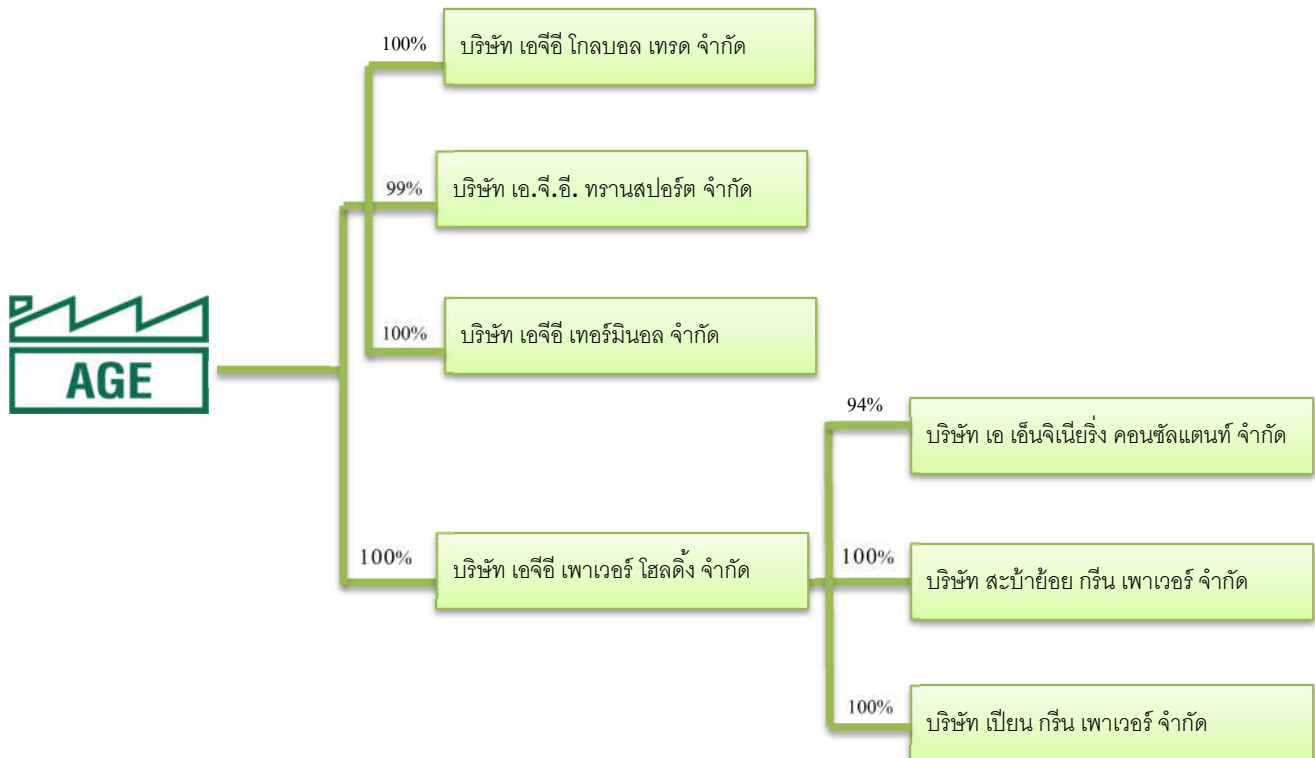 100%
บริษัท เอจีอี โกลบอล เทรด จำกัด
99%
บริษัท เอ.จี.อี. ทรานสปอร์ต จำกัด
100%
บริษัท เอจีอี เทอร์มินอล จำกัด
AGE
94%
บริษัท เอ เอ็นจิเนียริ่ง คอนซัลแตนท์ จำกัด
100%
บริษัท เอจีอี เพาเวอร์ โฮลดิ้ง จำกัด
100%
บริษัท สะบ้าย้อย กรีน เพาเวอร์ จำกัด
100%
บริษัท เปียน กรีน เพาเวอร์ จำกัด